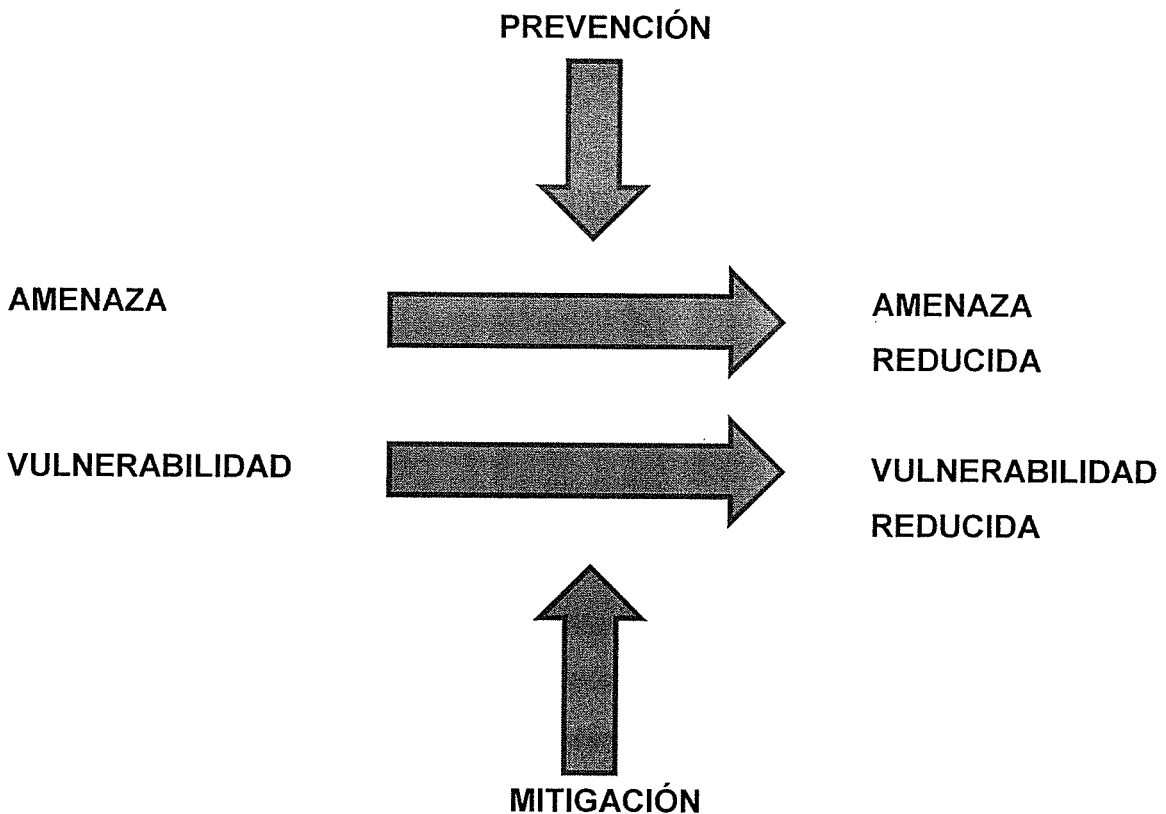 PREVENCIÓN
AMENAZA
AMENAZA
REDUCIDA
VULNERABILIDAD
VULNERABILIDAD
REDUCIDA
MITIGACIÓN